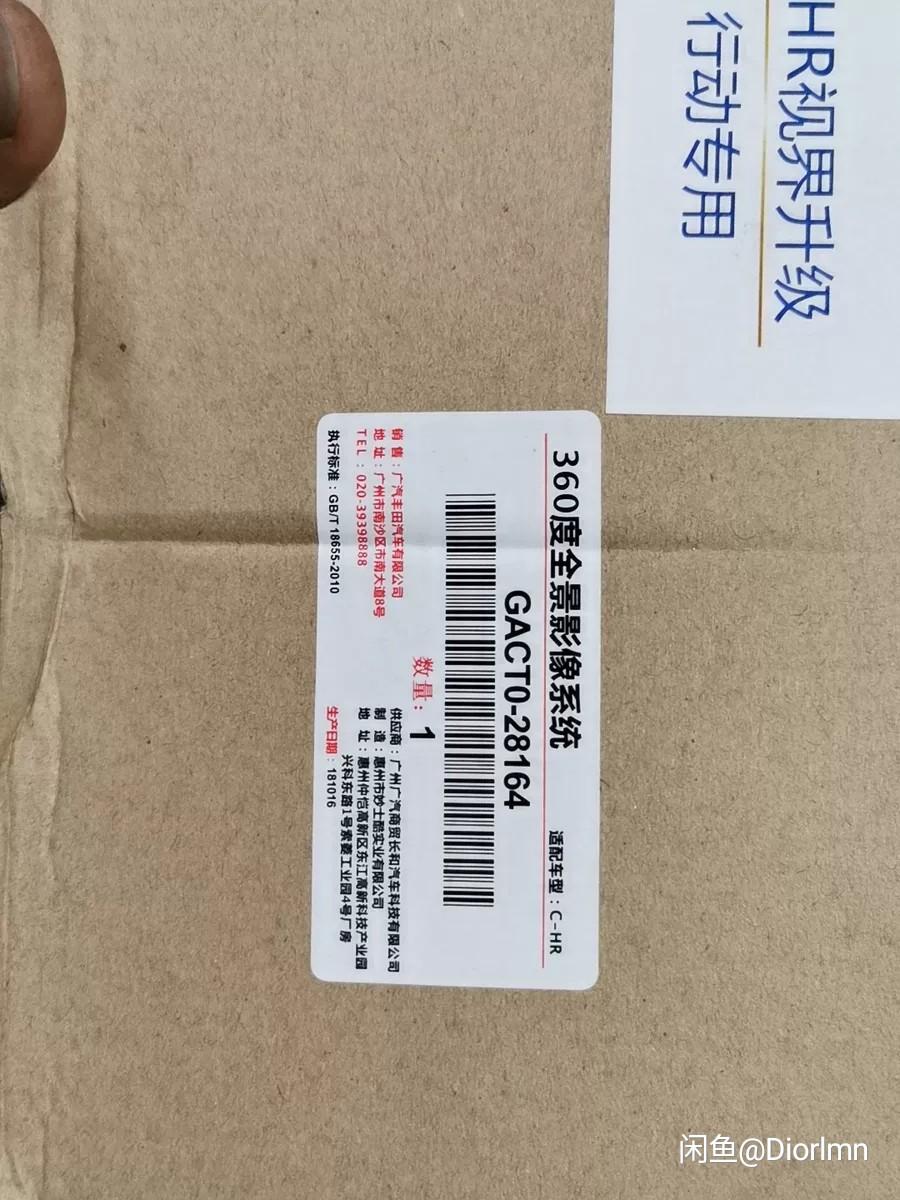 HR视界升级
行动专用
360度全景影像系统
适配车型：C-HR
GACT0-28164
数量：1
销 售：广汽丰田汽车有限公司
地 址：广州市南沙区市南大道8号
TEL：020-39398888
执行标准：GB/T 18655-2010
供应商：广州广汽商贸长和汽车科技有限公司
制 造：惠州市妙士酷实业有限公司
地 址：惠州仲恺高新区东江高新科技产业园
兴科东路1号索菱工业园4号厂房
生产日期：181016
闲鱼@Diorlmn